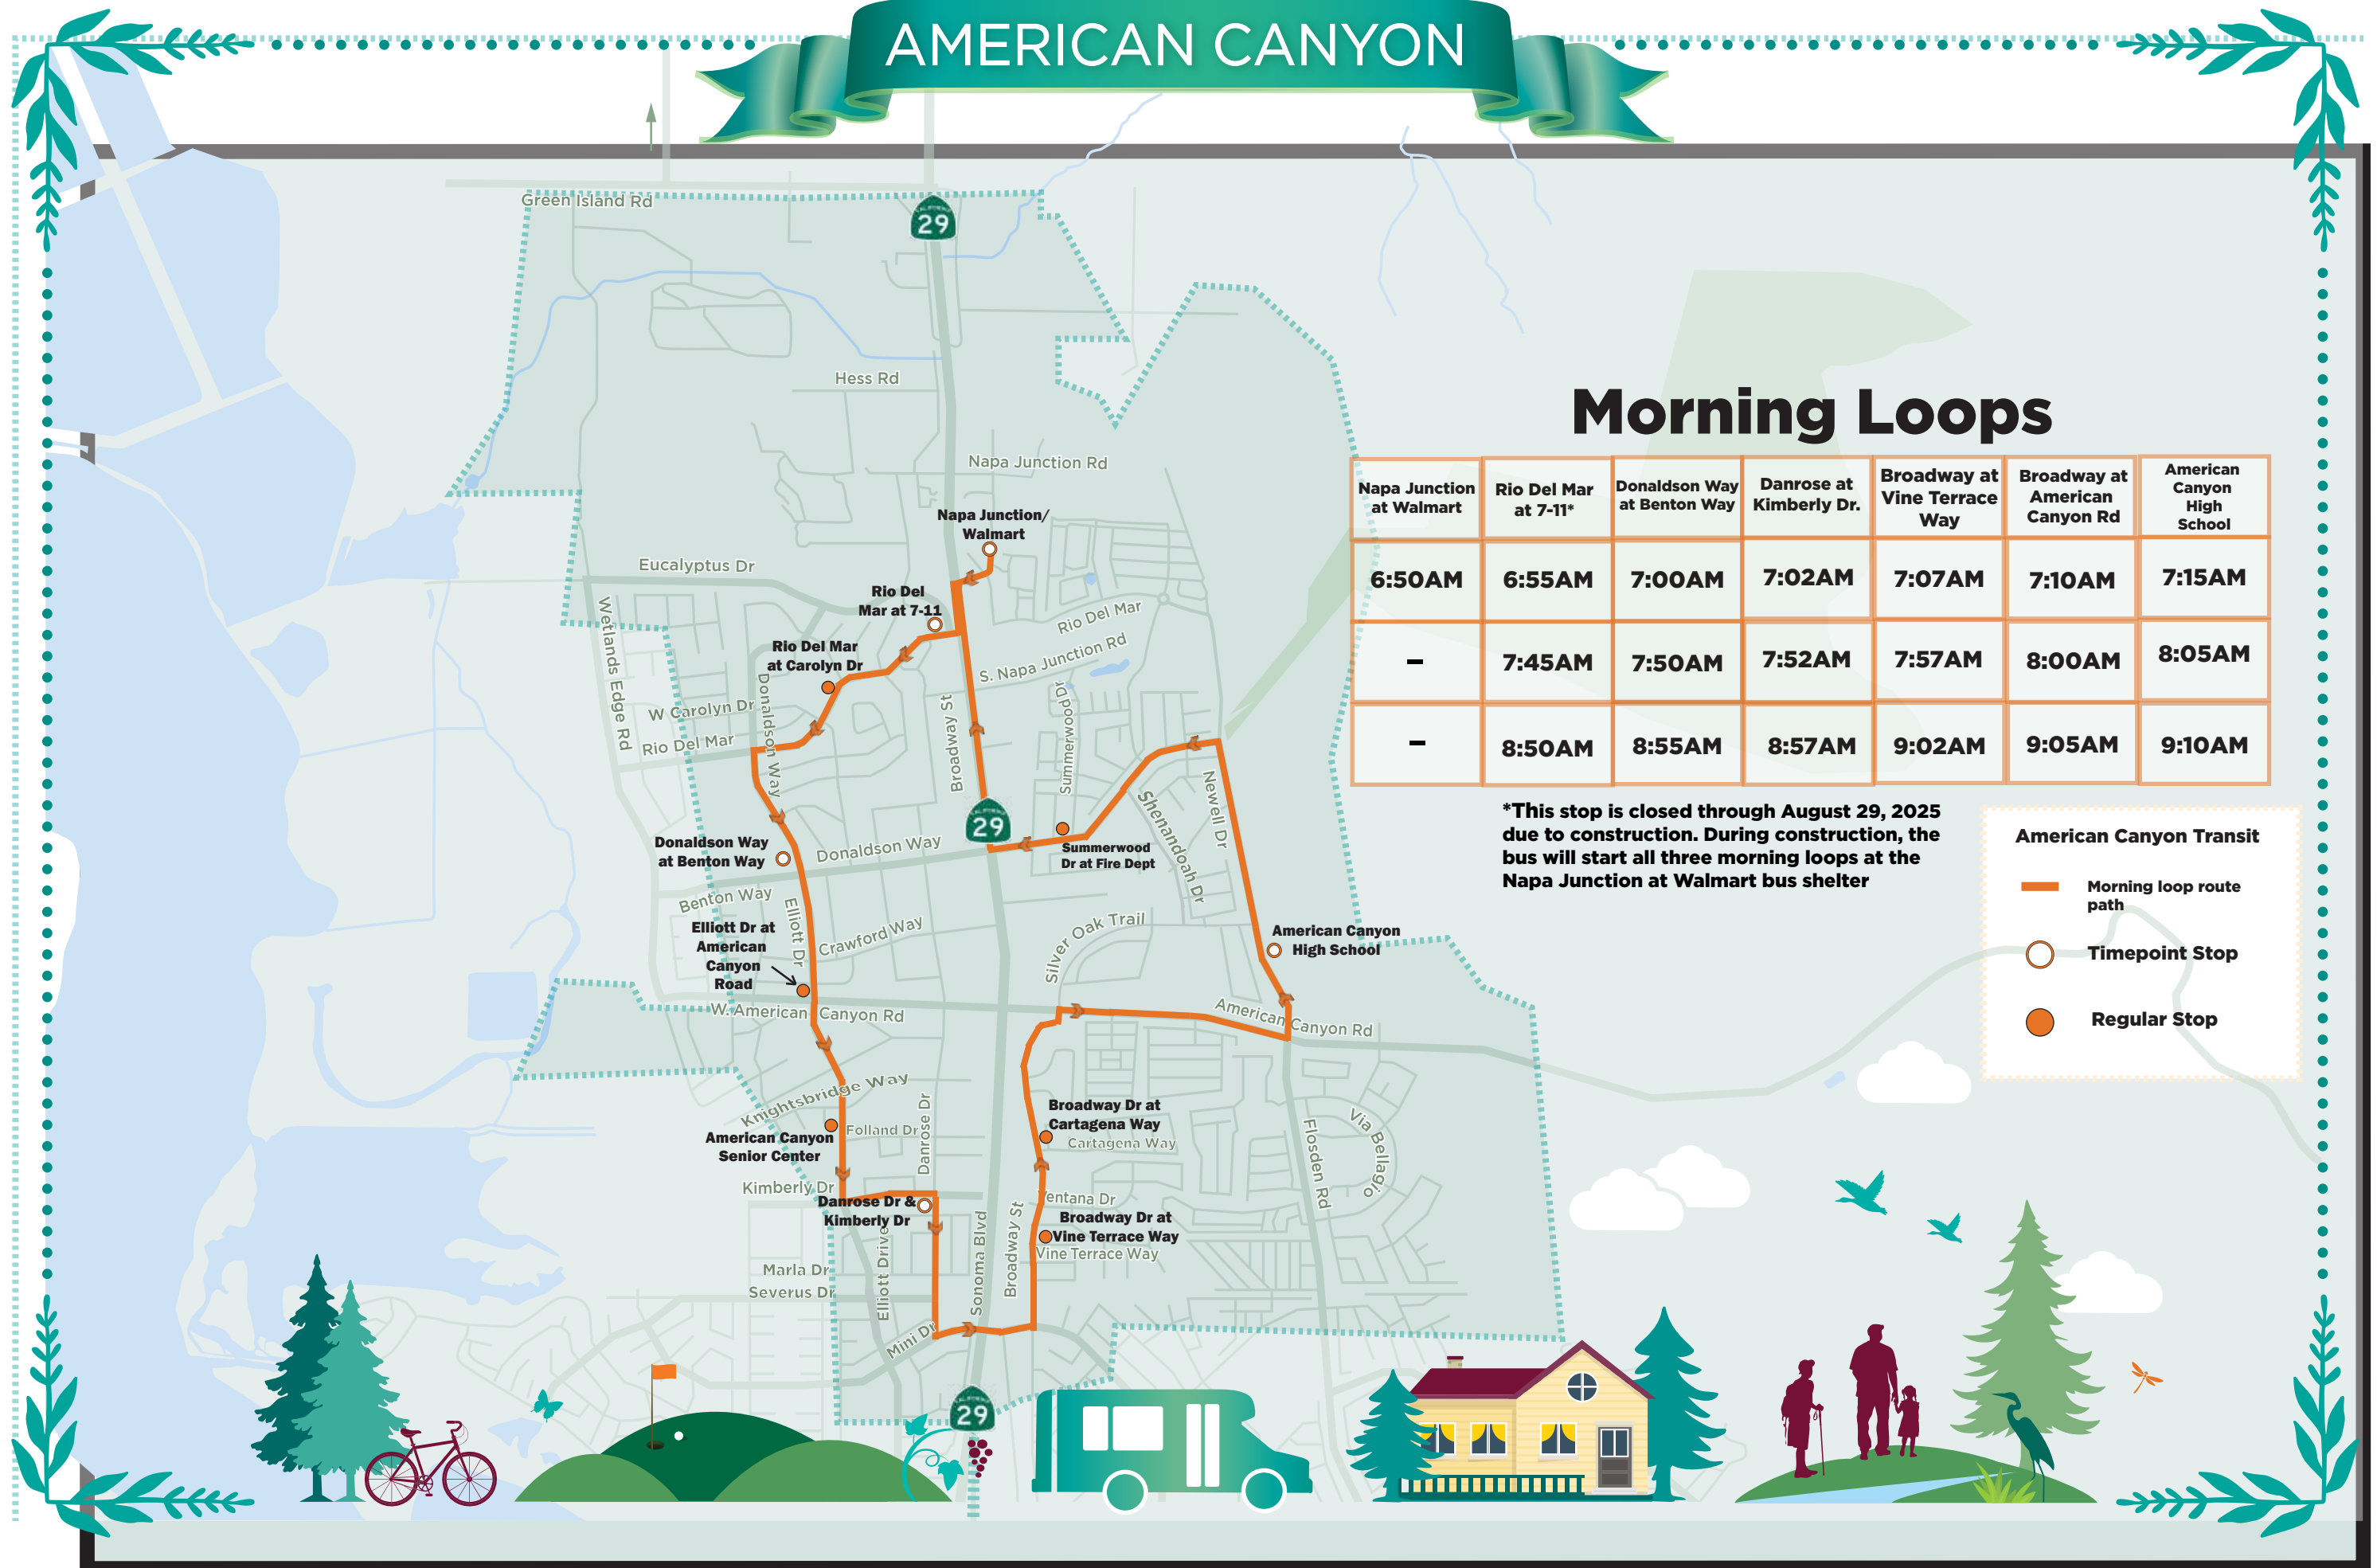 AMERICAN CANYON
Green Island Rd
CALIFORNIA
29
Hess Rd
Napa Junction Rd
Napa Junction/
Walmart
Eucalyptus Dr
Rio Del
Mar at 7-11
Rio Del Mar
Rio Del Mar
at Carolyn Dr
S. Napa Junction Rd
Wetlands Edge Rd
W Carolyn Dr
Donaldson Way
Rio Del Mar
Broadway St
Summerwood Dr
Newell Dr
Shenandoah Dr
CALIFORNIA
29
Donaldson Way
at Benton Way
Donaldson Way
Summerwood
Dr at Fire Dept
Benton Way
Elliott Dr
Elliott Dr at
American
Canyon
Road
Crawford Way
Silver Oak Trail
American Canyon
High School
W. American Canyon Rd
American Canyon Rd
Knightsbridge Way
Folland Dr
Danrose Dr
American Canyon
Senior Center
Broadway Dr at
Cartagena Way
Cartagena Way
Flosden Rd
Via Bellagio
Kimberly Dr
Danrose Dr &
Kimberly Dr
Ventana Dr
Broadway Dr at
Vine Terrace Way
Vine Terrace Way
Elliott Drive
Sonoma Blvd
Broadway St
Marla Dr
Severus Dr
Mini Dr
CALIFORNIA
29
Morning Loops
Napa Junction
at Walmart
Rio Del Mar
at 7-11*
Donaldson Way
at Benton Way
Danrose at
Kimberly Dr.
Broadway at
Vine Terrace
Way
Broadway at
American
Canyon Rd
American
Canyon
High
School
6:50AM 6:55AM 7:00AM 7:02AM 7:07AM 7:10AM 7:15AM
– 7:45AM 7:50AM 7:52AM 7:57AM 8:00AM 8:05AM
– 8:50AM 8:55AM 8:57AM 9:02AM 9:05AM 9:10AM
*This stop is closed through August 29, 2025
due to construction. During construction, the
bus will start all three morning loops at the
Napa Junction at Walmart bus shelter
American Canyon Transit
Morning loop route
path
Timepoint Stop
Regular Stop